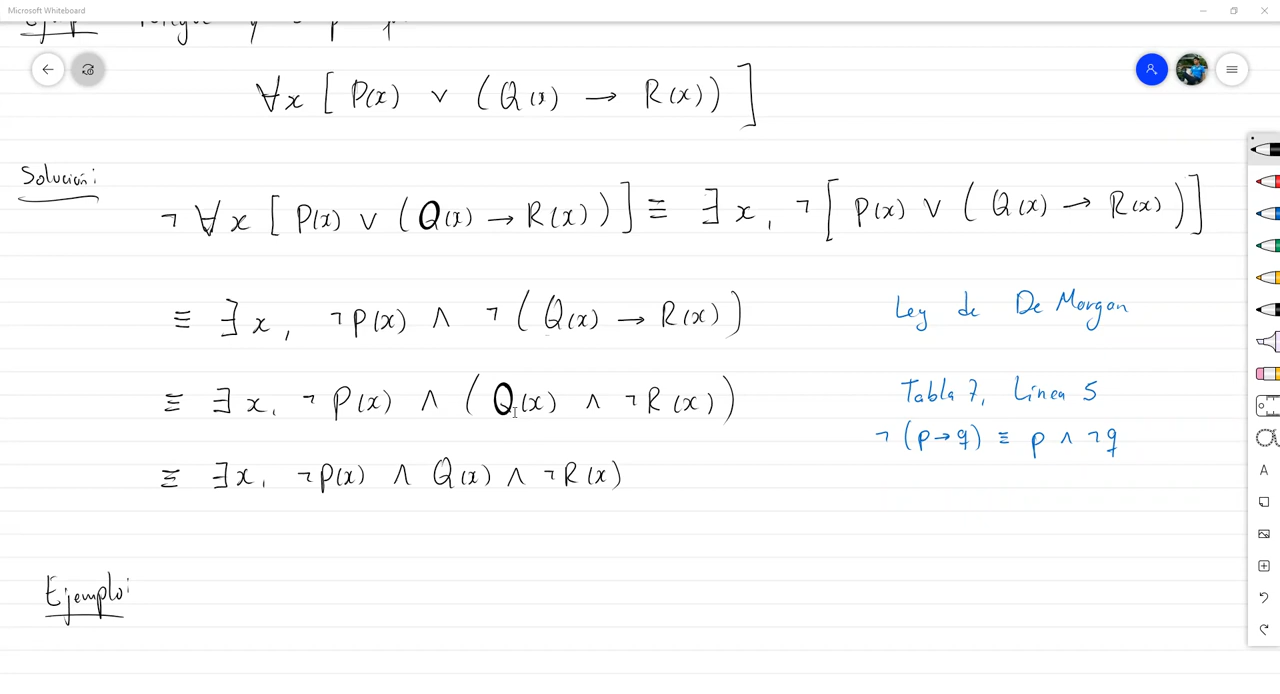 Microsoft Whiteboard
∀x [ P(x) ∨ ( Q(x) → R(x) ) ]
Solución:
¬ ∀x [ P(x) ∨ ( Q(x) → R(x) ) ] ≡ ∃x, ¬ [ P(x) ∨ ( Q(x) → R(x) ) ]
≡ ∃x, ¬P(x) ∧ ¬ ( Q(x) → R(x) )
Ley de De Morgan
≡ ∃x, ¬P(x) ∧ ( Q(x) ∧ ¬R(x) )
Tabla 7, Línea 5
¬ (p → q) ≡ p ∧ ¬q
≡ ∃x, ¬P(x) ∧ Q(x) ∧ ¬R(x)
Ejemplo:
A